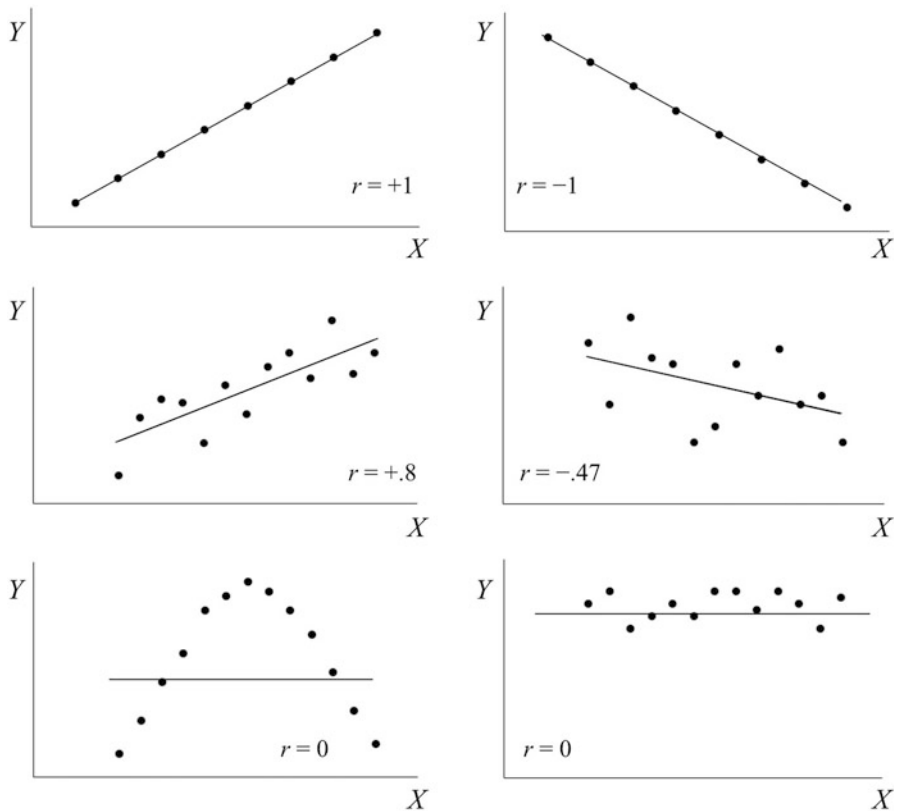 Y
r = +1
X
Y
r = −1
X
Y
r = +.8
X
Y
r = −.47
X
Y
r = 0
X
Y
r = 0
X